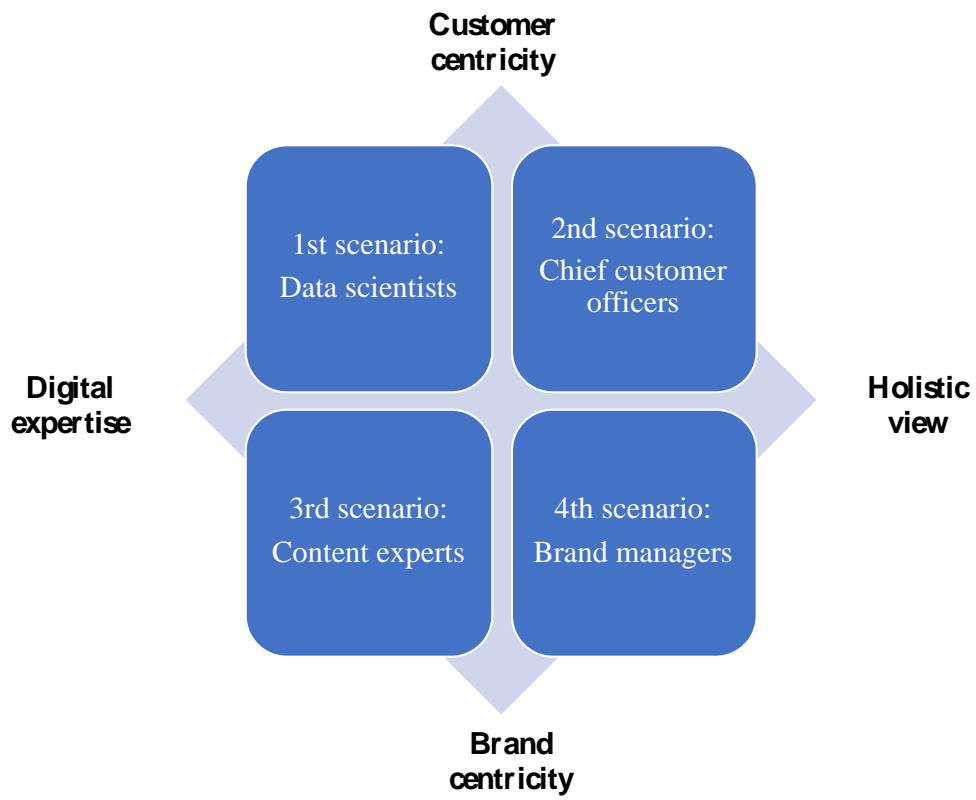 Customer
centricity
1st scenario:
Data scientists
2nd scenario:
Chief customer
officers
Digital
expertise
Holistic
view
3rd scenario:
Content experts
4th scenario:
Brand managers
Brand
centricity